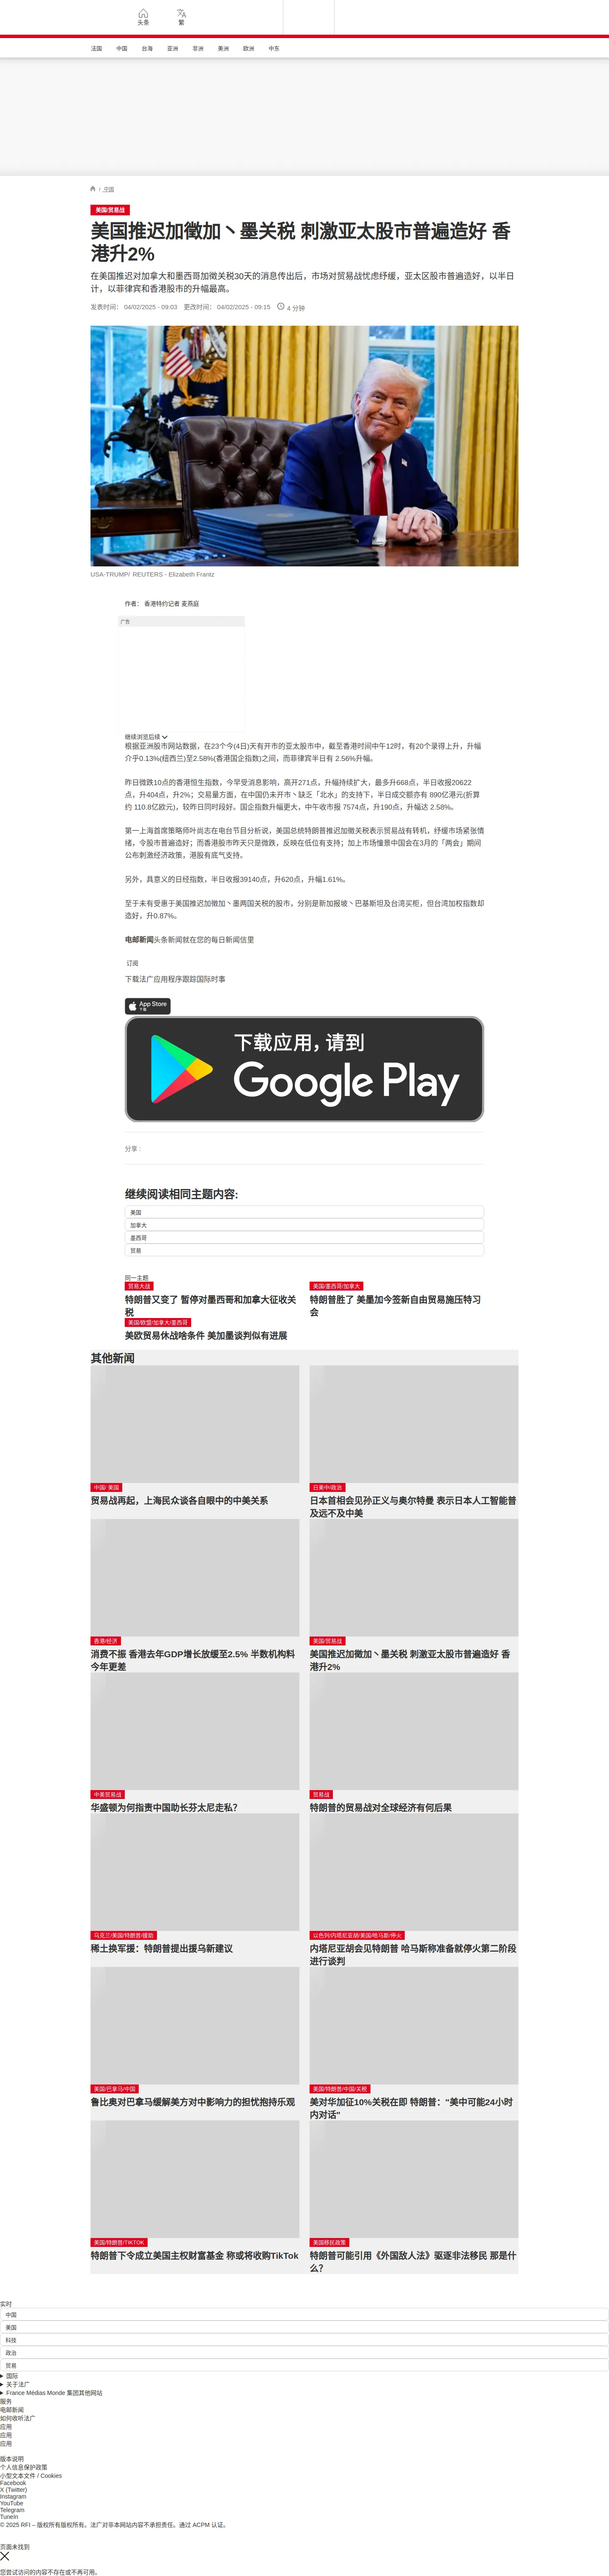 头条
繁
法国
中国
台海
亚洲
非洲
美洲
欧洲
中东
/ 中国
美国/贸易战
美国推迟加徵加丶墨关税 刺激亚太股市普遍造好 香
港升2%
在美国推迟对加拿大和墨西哥加徵关税30天的消息传出后，市场对贸易战忧虑纾缓，亚太区股市普遍造好，以半日
计，以菲律宾和香港股市的升幅最高。
发表时间： 04/02/2025 - 09:03 更改时间： 04/02/2025 - 09:15 4 分钟
USA-TRUMP/ REUTERS - Elizabeth Frantz
作者： 香港特约记者 麦燕庭
广告
继续浏览后续
根据亚洲股市网站数据，在23个今(4日)天有开市的亚太股市中，截至香港时间中午12时，有20个录得上升，升幅
介乎0.13%(纽西兰)至2.58%(香港国企指数)之间，而菲律宾半日有 2.56%升幅。
昨日微跌10点的香港恒生指数，今早受消息影响，高开271点，升幅持续扩大，最多升668点，半日收报20622
点，升404点，升2%；交易量方面，在中国仍未开市丶缺乏「北水」的支持下，半日成交额亦有 890亿港元(折算
约 110.8亿欧元)，较昨日同时段好。国企指数升幅更大，中午收市报 7574点，升190点，升幅达 2.58%。
第一上海首席策略师叶尚志在电台节目分析说，美国总统特朗普推迟加徵关税表示贸易战有转机，纾缓市场紧张情
绪，令股市普遍造好；而香港股市昨天只是微跌，反映在低位有支持；加上市场憧景中国会在3月的「两会」期间
公布刺激经济政策，港股有底气支持。
另外，具意义的日经指数，半日收报39140点，升620点，升幅1.61%。
至于未有受惠于美国推迟加徵加丶墨两国关税的股市，分别是新加报坡丶巴基斯坦及台湾买柜，但台湾加权指数却
造好，升0.87%。
电邮新闻头条新闻就在您的每日新闻信里
订阅
下载法广应用程序跟踪国际时事
App Store
下载
下载应用，请到
Google Play
分享 :
继续阅读相同主题内容:
美国
加拿大
墨西哥
贸易
同一主题
贸易大战
特朗普又变了 暂停对墨西哥和加拿大征收关
税
美国/墨西哥/加拿大
特朗普胜了 美墨加今签新自由贸易施压特习
会
美国/欧盟/加拿大/墨西哥
美欧贸易休战啥条件 美加墨谈判似有进展
其他新闻
中国/ 美国
贸易战再起，上海民众谈各自眼中的中美关系
日美中/政治
日本首相会见孙正义与奥尔特曼 表示日本人工智能普
及远不及中美
香港/经济
消费不振 香港去年GDP增长放缓至2.5% 半数机构料
今年更差
美国/贸易战
美国推迟加徵加丶墨关税 刺激亚太股市普遍造好 香
港升2%
中美贸易战
华盛顿为何指责中国助长芬太尼走私？
贸易战
特朗普的贸易战对全球经济有何后果
乌克兰/美国/特朗普/援助
稀土换军援：特朗普提出援乌新建议
以色列/内塔尼亚胡/美国/哈马斯/停火
内塔尼亚胡会见特朗普 哈马斯称准备就停火第二阶段
进行谈判
美国/巴拿马/中国
鲁比奥对巴拿马缓解美方对中影响力的担忧抱持乐观
美国/特朗普/中国/关税
美对华加征10%关税在即 特朗普："美中可能24小时
内对话"
美国/特朗普/TIKTOK
特朗普下令成立美国主权财富基金 称或将收购TikTok
美国移民政策
特朗普可能引用《外国敌人法》驱逐非法移民 那是什
么？
实时
中国
美国
科技
政治
贸易
国际
关于法广
France Médias Monde 集团其他网站
服务
电邮新闻
如何收听法广
应用
应用
应用
版本说明
个人信息保护政策
小型文本文件 / Cookies
Facebook
X (Twitter)
Instagram
YouTube
Telegram
TuneIn
© 2025 RFI – 版权所有版权所有。法广对非本网站内容不承担责任。通过 ACPM 认证。
页面未找到
您尝试访问的内容不存在或不再可用。